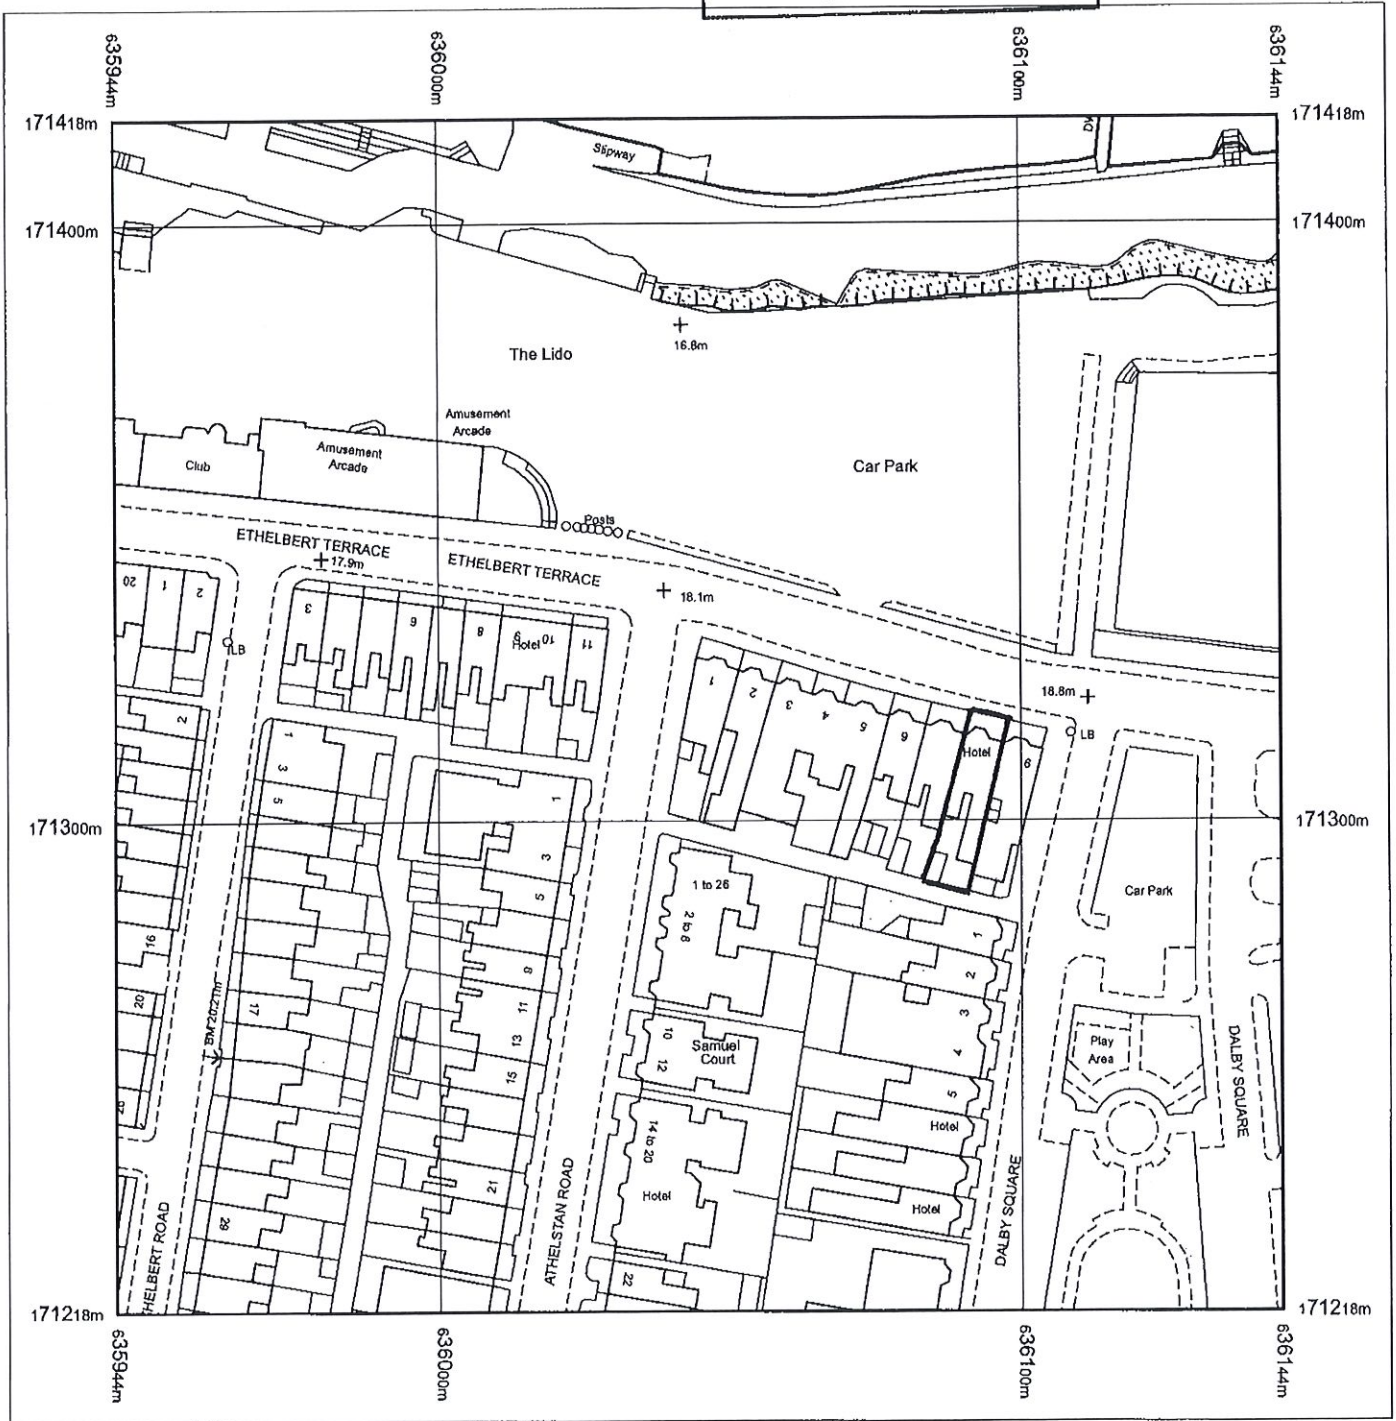 635944m
636000m
636100m
636144m
171418m
171418m
Slipway
171400m
171400m
16.8m
The Lido
Amusement
Arcade
Amusement
Arcade
Club
Car Park
Posts
ETHELBERT TERRACE
ETHELBERT TERRACE
17.9m
18.1m
20
1
2
3
6
8
9
10
11
Hotel
LB
18.8m
LB
1
2
3
4
5
6
Hotel
9
2
1
3
5
1
3
5
171300m
171300m
1 to 26
2 to 8
Car Park
1
2
3
4
5
16
20
BM 20.21m
17
9
11
13
15
10
12
Samuel
Court
Play
Area
DALBY SQUARE
Hotel
14 to 20
Hotel
Hotel
21
29
22
HELBERT ROAD
ATHELSTAN ROAD
DALBY SQUARE
171218m
171218m
635944m
636000m
636100m
636144m